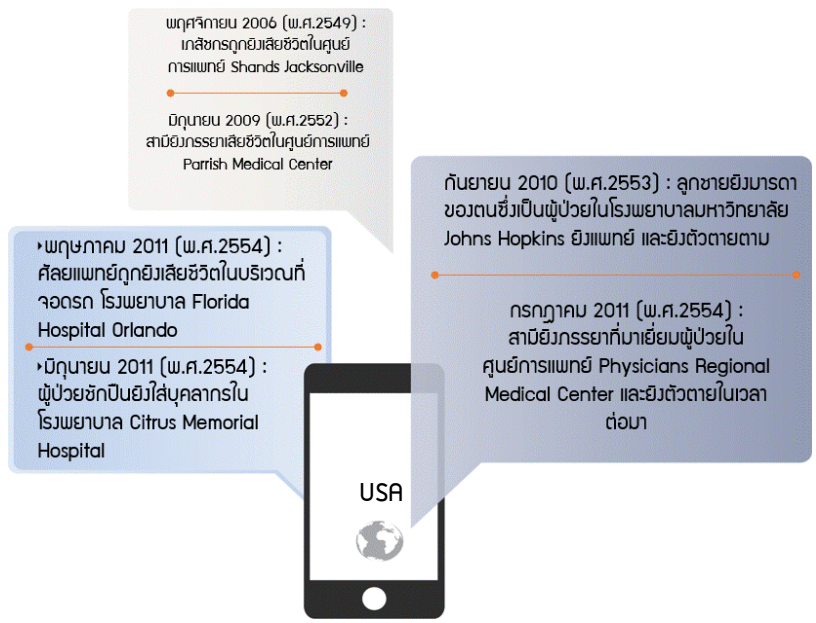 พฤศจิกายน 2006 (พ.ศ.2549) :
เภสัชกรถูกยิงเสียชีวิตในศูนย์
การแพทย์ Shands Jacksonville
มิถุนายน 2009 (พ.ศ.2552) :
สามียิงภรรยาเสียชีวิตในศูนย์การแพทย์
Parrish Medical Center
กันยายน 2010 (พ.ศ.2553) : ลูกชายยิงมารดา
ของตนซึ่งเป็นผู้ป่วยในโรงพยาบาลมหาวิทยาลัย
Johns Hopkins ยิงแพทย์ และยิงตัวตายตาม
‣พฤษภาคม 2011 (พ.ศ.2554) :
ศัลยแพทย์ถูกยิงเสียชีวิตในบริเวณที่
จอดรถ โรงพยาบาล Florida
Hospital Orlando
‣มิถุนายน 2011 (พ.ศ.2554) :
ผู้ป่วยชักปืนยิงใส่บุคลากรใน
โรงพยาบาล Citrus Memorial
Hospital
กรกฎาคม 2011 (พ.ศ.2554) :
สามียิงภรรยาที่มาเยี่ยมผู้ป่วยใน
ศูนย์การแพทย์ Physicians Regional
Medical Center และยิงตัวตายในเวลา
ต่อมา
USA